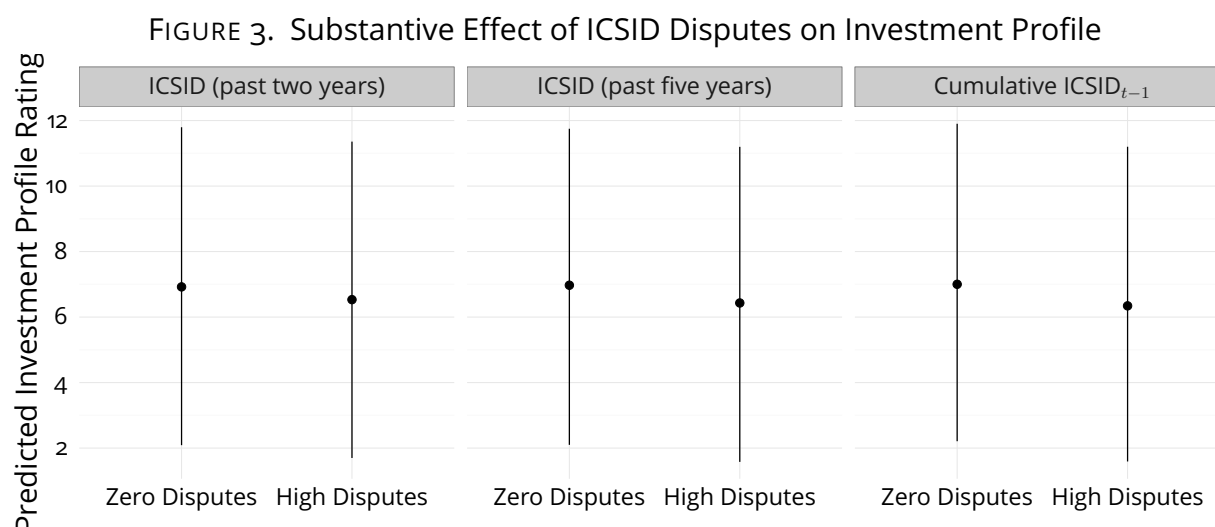 FIGURE 3. Substantive Effect of ICSID Disputes on Investment Profile
ICSID (past two years)
ICSID (past five years)
Cumulative ICSID_{t−1}
Predicted Investment Profile Rating
12
10
8
6
4
2
Zero Disputes High Disputes
Zero Disputes High Disputes
Zero Disputes High Disputes